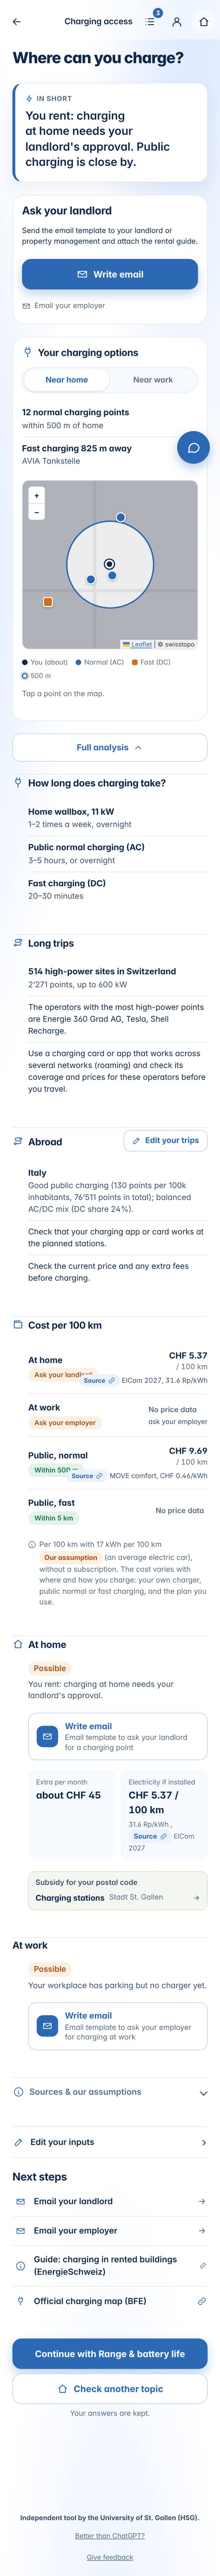 Charging access
3
Where can you charge?
IN SHORT
You rent: charging
at home needs your
landlord's approval. Public
charging is close by.
Ask your landlord
Send the email template to your landlord or
property management and attach the rental guide.
Write email
Email your employer
Your charging options
Near home
Near work
12 normal charging points
within 500 m of home
Fast charging 825 m away
AVIA Tankstelle
+
−
Leaflet | © swisstopo
You (about)
Normal (AC)
Fast (DC)
500 m
Tap a point on the map.
Full analysis
How long does charging take?
Home wallbox, 11 kW
1–2 times a week, overnight
Public normal charging (AC)
3–5 hours, or overnight
Fast charging (DC)
20–30 minutes
Long trips
514 high-power sites in Switzerland
2'271 points, up to 600 kW
The operators with the most high-power points
are Energie 360 Grad AG, Tesla, Shell
Recharge.
Use a charging card or app that works across
several networks (roaming) and check its
coverage and prices for these operators before
you travel.
Abroad
Edit your trips
Italy
Good public charging (130 points per 100k
inhabitants, 76'511 points in total); balanced
AC/DC mix (DC share 24%).
Check that your charging app or card works at
the planned stations.
Check the current price and any extra fees
before charging.
Cost per 100 km
At home
CHF 5.37
/ 100 km
Ask your landlord
Source
ElCom 2027, 31.6 Rp/kWh
At work
No price data
Ask your employer
ask your employer
Public, normal
CHF 9.69
/ 100 km
Within 500 m
Source
MOVE comfort, CHF 0.46/kWh
Public, fast
No price data
Within 5 km
Per 100 km with 17 kWh per 100 km
Our assumption (an average electric car),
without a subscription. The cost varies with
where and how you charge: your own charger,
public normal or fast charging, and the plan you
use.
At home
Possible
You rent: charging at home needs your
landlord's approval.
Write email
Email template to ask your landlord
for a charging point
Extra per month
about CHF 45
Electricity if installed
CHF 5.37 /
100 km
31.6 Rp/kWh ,
Source ElCom
2027
Subsidy for your postal code
Charging stations Stadt St. Gallen
At work
Possible
Your workplace has parking but no charger yet.
Write email
Email template to ask your employer
for charging at work
Sources & our assumptions
Edit your inputs
Next steps
Email your landlord
Email your employer
Guide: charging in rented buildings
(EnergieSchweiz)
Official charging map (BFE)
Continue with Range & battery life
Check another topic
Your answers are kept.
Independent tool by the University of St. Gallen (HSG).
Better than ChatGPT?
Give feedback